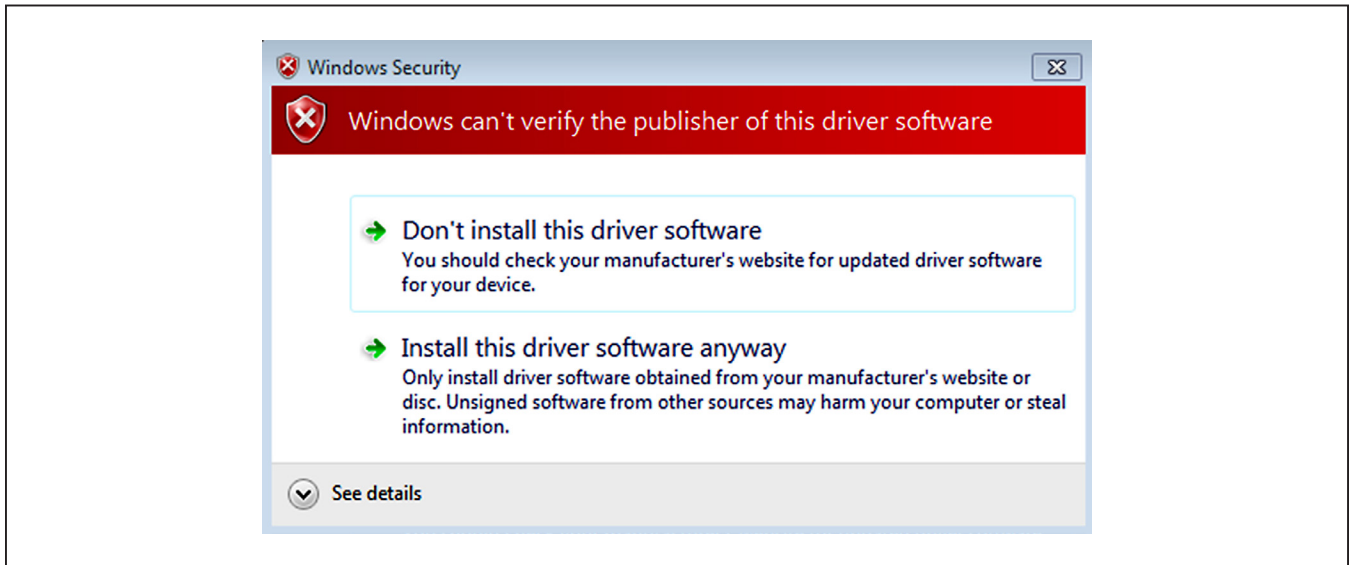 Windows Security
Windows can't verify the publisher of this driver software
Don't install this driver software
You should check your manufacturer's website for updated driver software
for your device.
Install this driver software anyway
Only install driver software obtained from your manufacturer's website or
disc. Unsigned software from other sources may harm your computer or steal
information.
See details